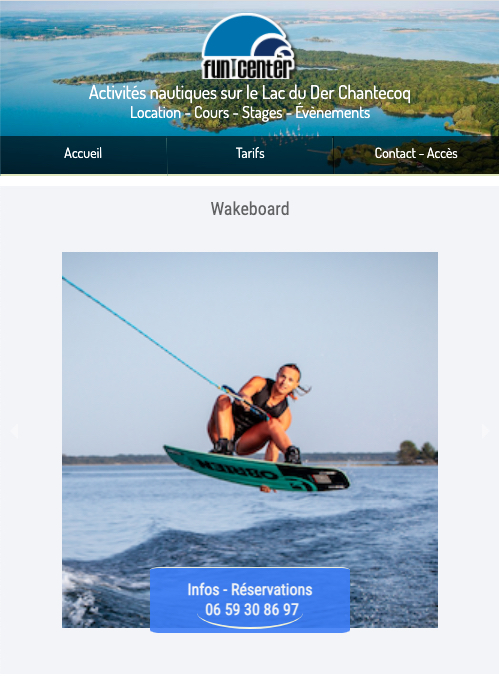 fun center
Activités nautiques sur le Lac du Der Chantecoq
Location - Cours - Stages - Évènements
Accueil
Tarifs
Contact - Accès
Wakeboard
OBRIEN
Infos - Réservations
06 59 30 86 97